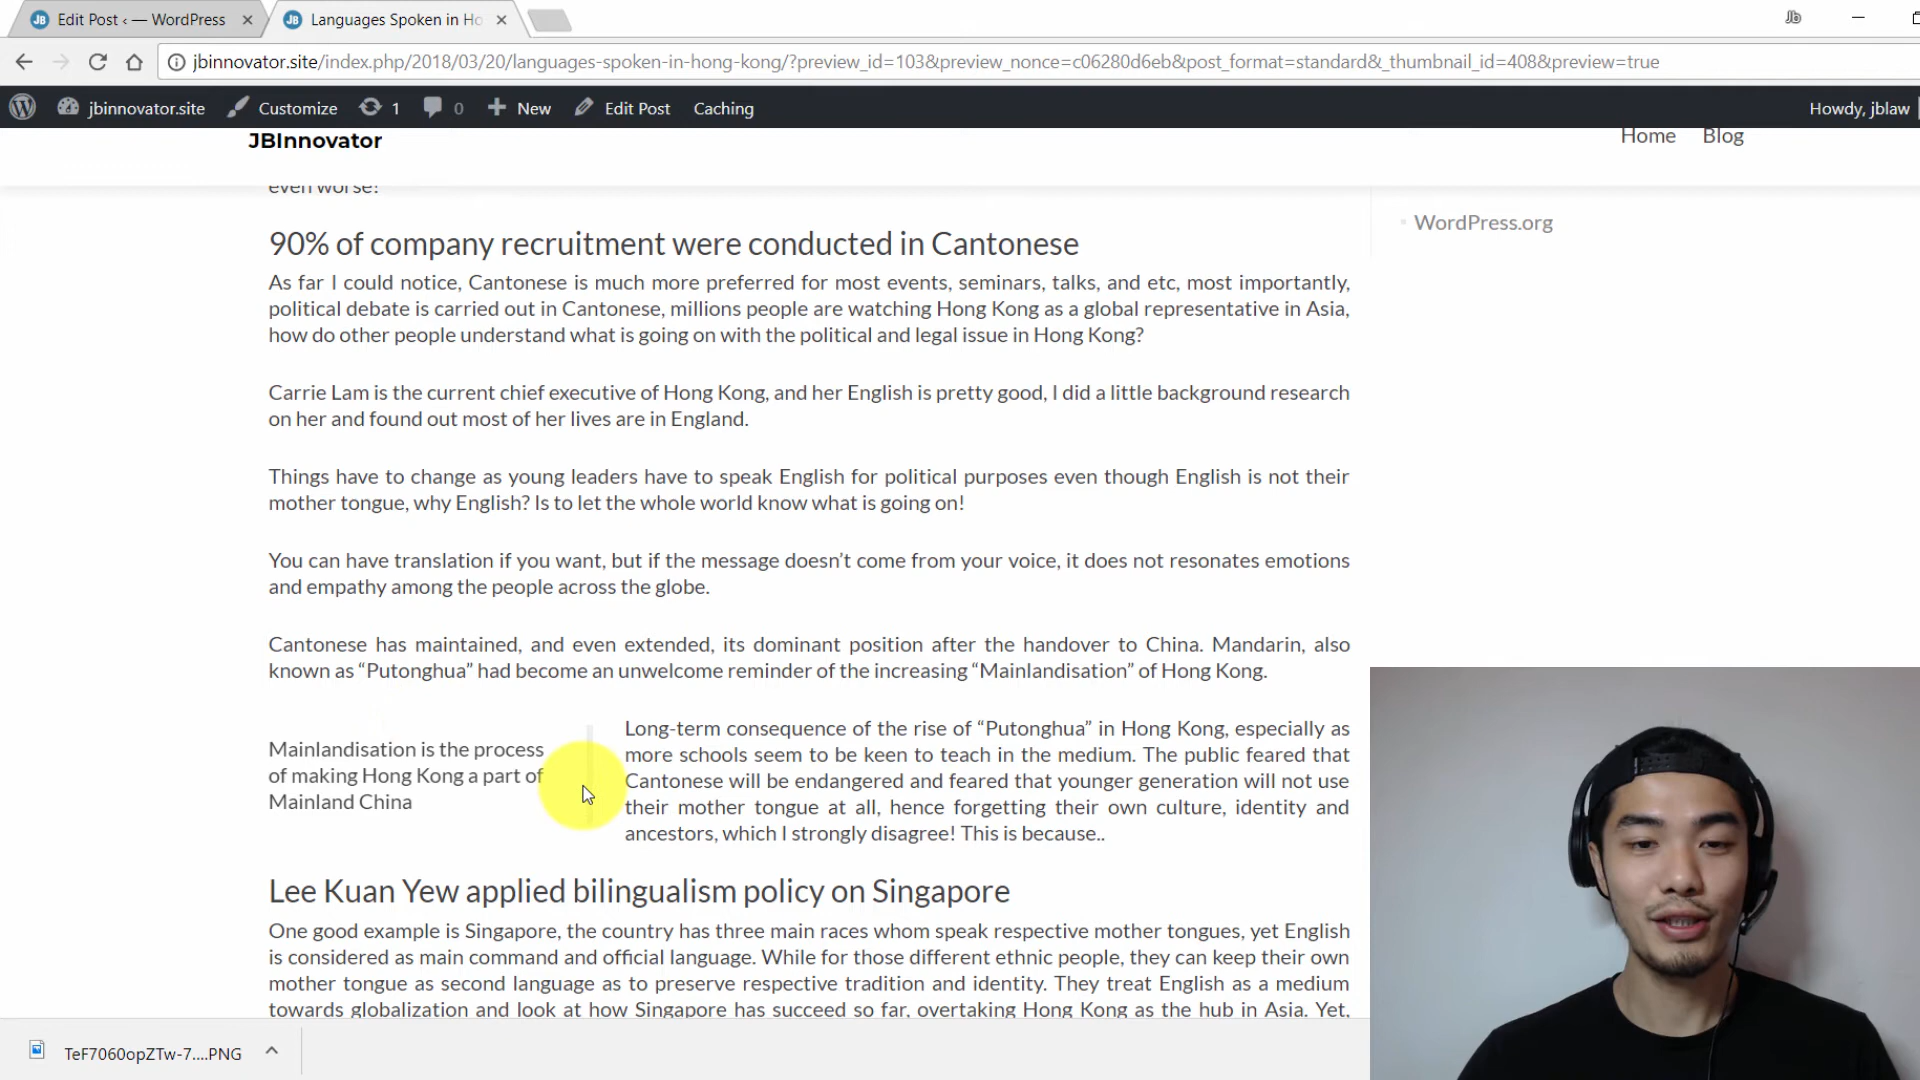 Edit Post ‹ — WordPress
Languages Spoken in Ho
Jb
jbinnovator.site/index.php/2018/03/20/languages-spoken-in-hong-kong/?preview_id=103&preview_nonce=c06280d6eb&post_format=standard&_thumbnail_id=408&preview=true
jbinnovator.site Customize 1 0 New Edit Post Caching Howdy, jblaw
JBInnovator
Home Blog
even worse!
WordPress.org
90% of company recruitment were conducted in Cantonese
As far I could notice, Cantonese is much more preferred for most events, seminars, talks, and etc, most importantly,
political debate is carried out in Cantonese, millions people are watching Hong Kong as a global representative in Asia,
how do other people understand what is going on with the political and legal issue in Hong Kong?
Carrie Lam is the current chief executive of Hong Kong, and her English is pretty good, I did a little background research
on her and found out most of her lives are in England.
Things have to change as young leaders have to speak English for political purposes even though English is not their
mother tongue, why English? Is to let the whole world know what is going on!
You can have translation if you want, but if the message doesn’t come from your voice, it does not resonates emotions
and empathy among the people across the globe.
Cantonese has maintained, and even extended, its dominant position after the handover to China. Mandarin, also
known as “Putonghua” had become an unwelcome reminder of the increasing “Mainlandisation” of Hong Kong.
Mainlandisation is the process
of making Hong Kong a part of
Mainland China
Long-term consequence of the rise of “Putonghua” in Hong Kong, especially as
more schools seem to be keen to teach in the medium. The public feared that
Cantonese will be endangered and feared that younger generation will not use
their mother tongue at all, hence forgetting their own culture, identity and
ancestors, which I strongly disagree! This is because..
Lee Kuan Yew applied bilingualism policy on Singapore
One good example is Singapore, the country has three main races whom speak respective mother tongues, yet English
is considered as main command and official language. While for those different ethnic people, they can keep their own
mother tongue as second language as to preserve respective tradition and identity. They treat English as a medium
towards globalization and look at how Singapore has succeed so far, overtaking Hong Kong as the hub in Asia. Yet,
TeF7060opZTw-7....PNG